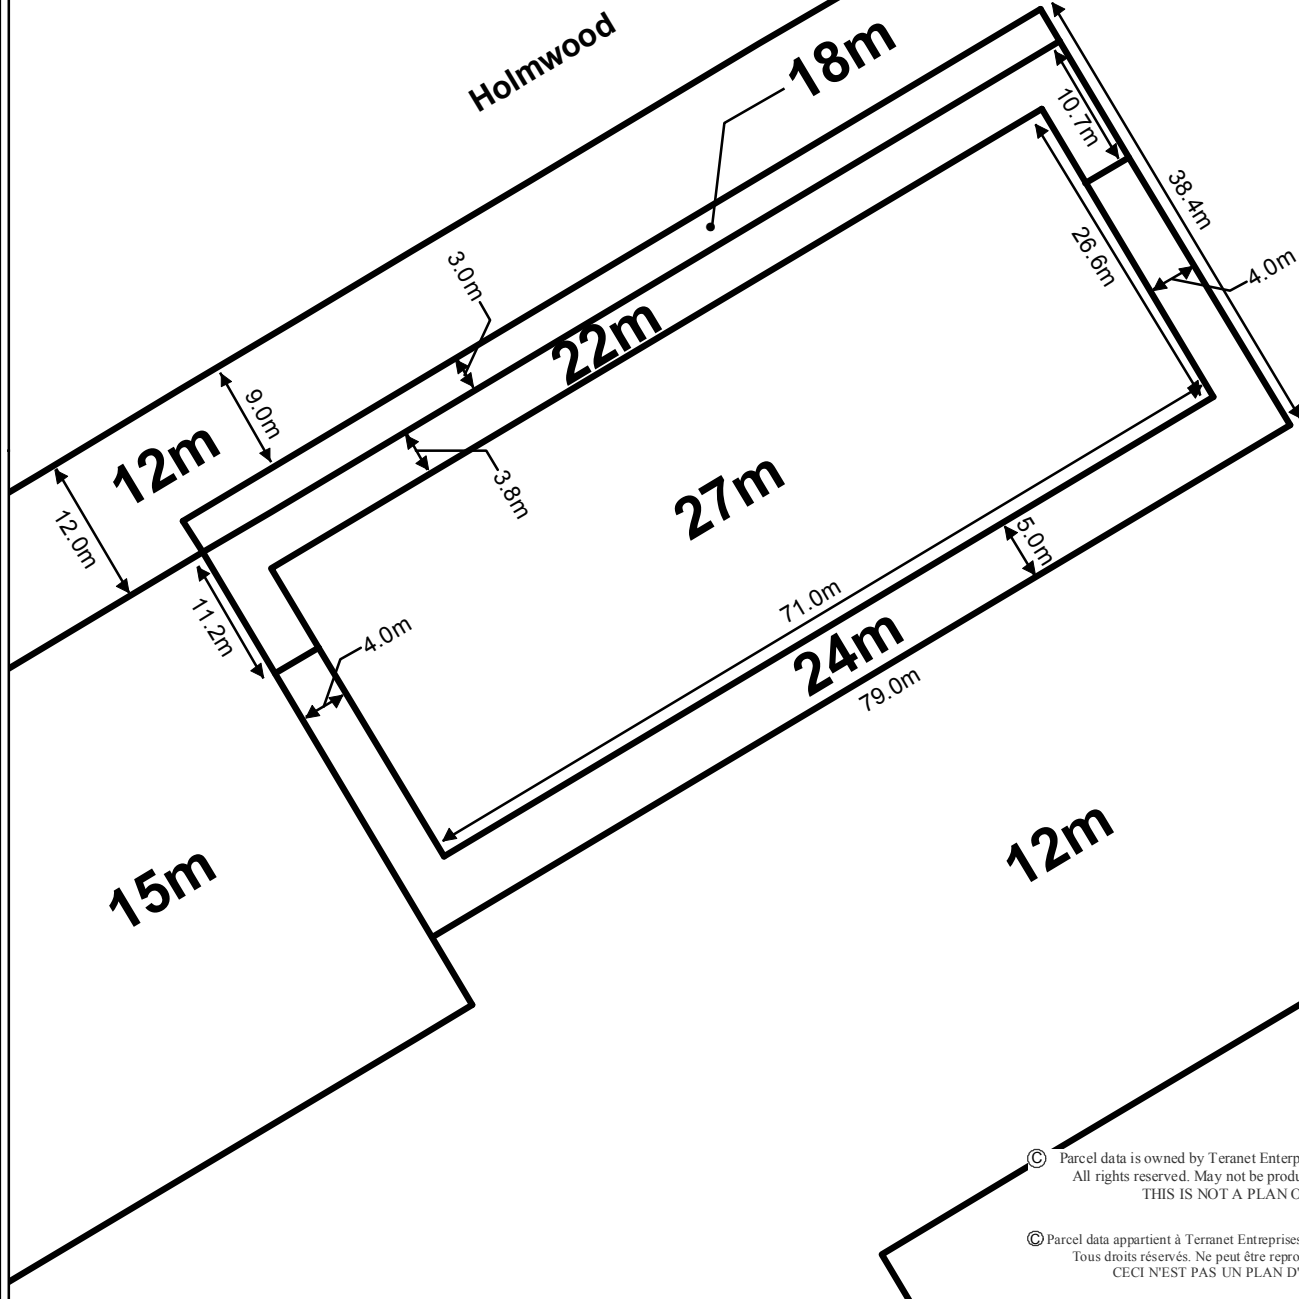 Holmwood
18m
10.7m
38.4m
26.6m
4.0m
3.0m
22m
9.0m
12m
3.8m
12.0m
27m
5.0m
11.2m
4.0m
71.0m
24m
79.0m
15m
12m
© Parcel data is owned by Teranet Enterp
All rights reserved. May not be produ
THIS IS NOT A PLAN O
© Parcel data appartient à Terranet Entreprises
Tous droits réservés. Ne peut être repro
CECI N'EST PAS UN PLAN D'